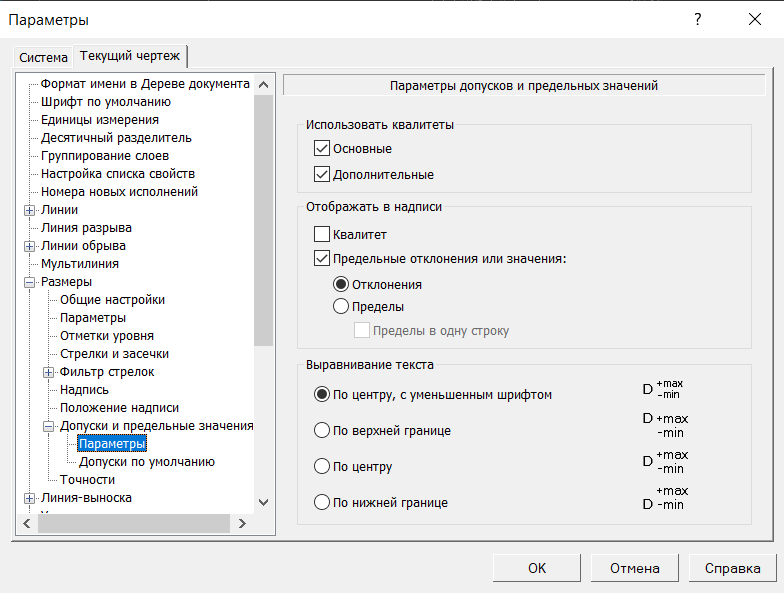 Параметры
?
Система
Текущий чертеж
Формат имени в Дереве документа
Шрифт по умолчанию
Единицы измерения
Десятичный разделитель
Группирование слоев
Настройка списка свойств
Номера новых исполнений
Линии
Линия разрыва
Линии обрыва
Мультилиния
Размеры
Общие настройки
Параметры
Отметки уровня
Стрелки и засечки
Фильтр стрелок
Надпись
Положение надписи
Допуски и предельные значения
Параметры
Допуски по умолчанию
Точности
Линия-выноска
Параметры допусков и предельных значений
Использовать квалитеты
Основные
Дополнительные
Отображать в надписи
Квалитет
Предельные отклонения или значения:
Отклонения
Пределы
Пределы в одну строку
Выравнивание текста
По центру, с уменьшенным шрифтом
D +max
-min
По верхней границе
D +max
-min
По центру
D +max
-min
По нижней границе
+max
D -min
OK
Отмена
Справка